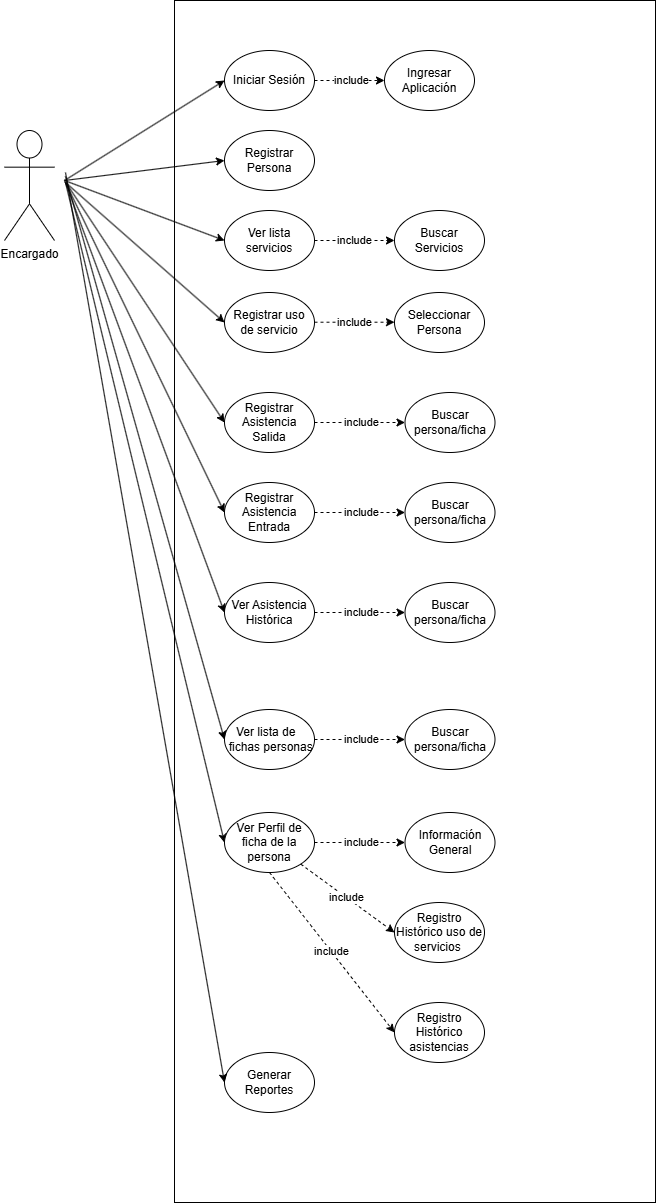 Iniciar Sesión
include
Ingresar
Aplicación
Registrar
Persona
Encargado
Ver lista
servicios
include
Buscar
Servicios
Registrar uso
de servicio
include
Seleccionar
Persona
Registrar
Asistencia
Salida
include
Buscar
persona/ficha
Registrar
Asistencia
Entrada
include
Buscar
persona/ficha
Ver Asistencia
Histórica
include
Buscar
persona/ficha
Ver lista de
fichas personas
include
Buscar
persona/ficha
Ver Perfil de
ficha de la
persona
include
Información
General
include
Registro
Histórico uso de
servicios
include
Registro
Histórico
asistencias
Generar
Reportes